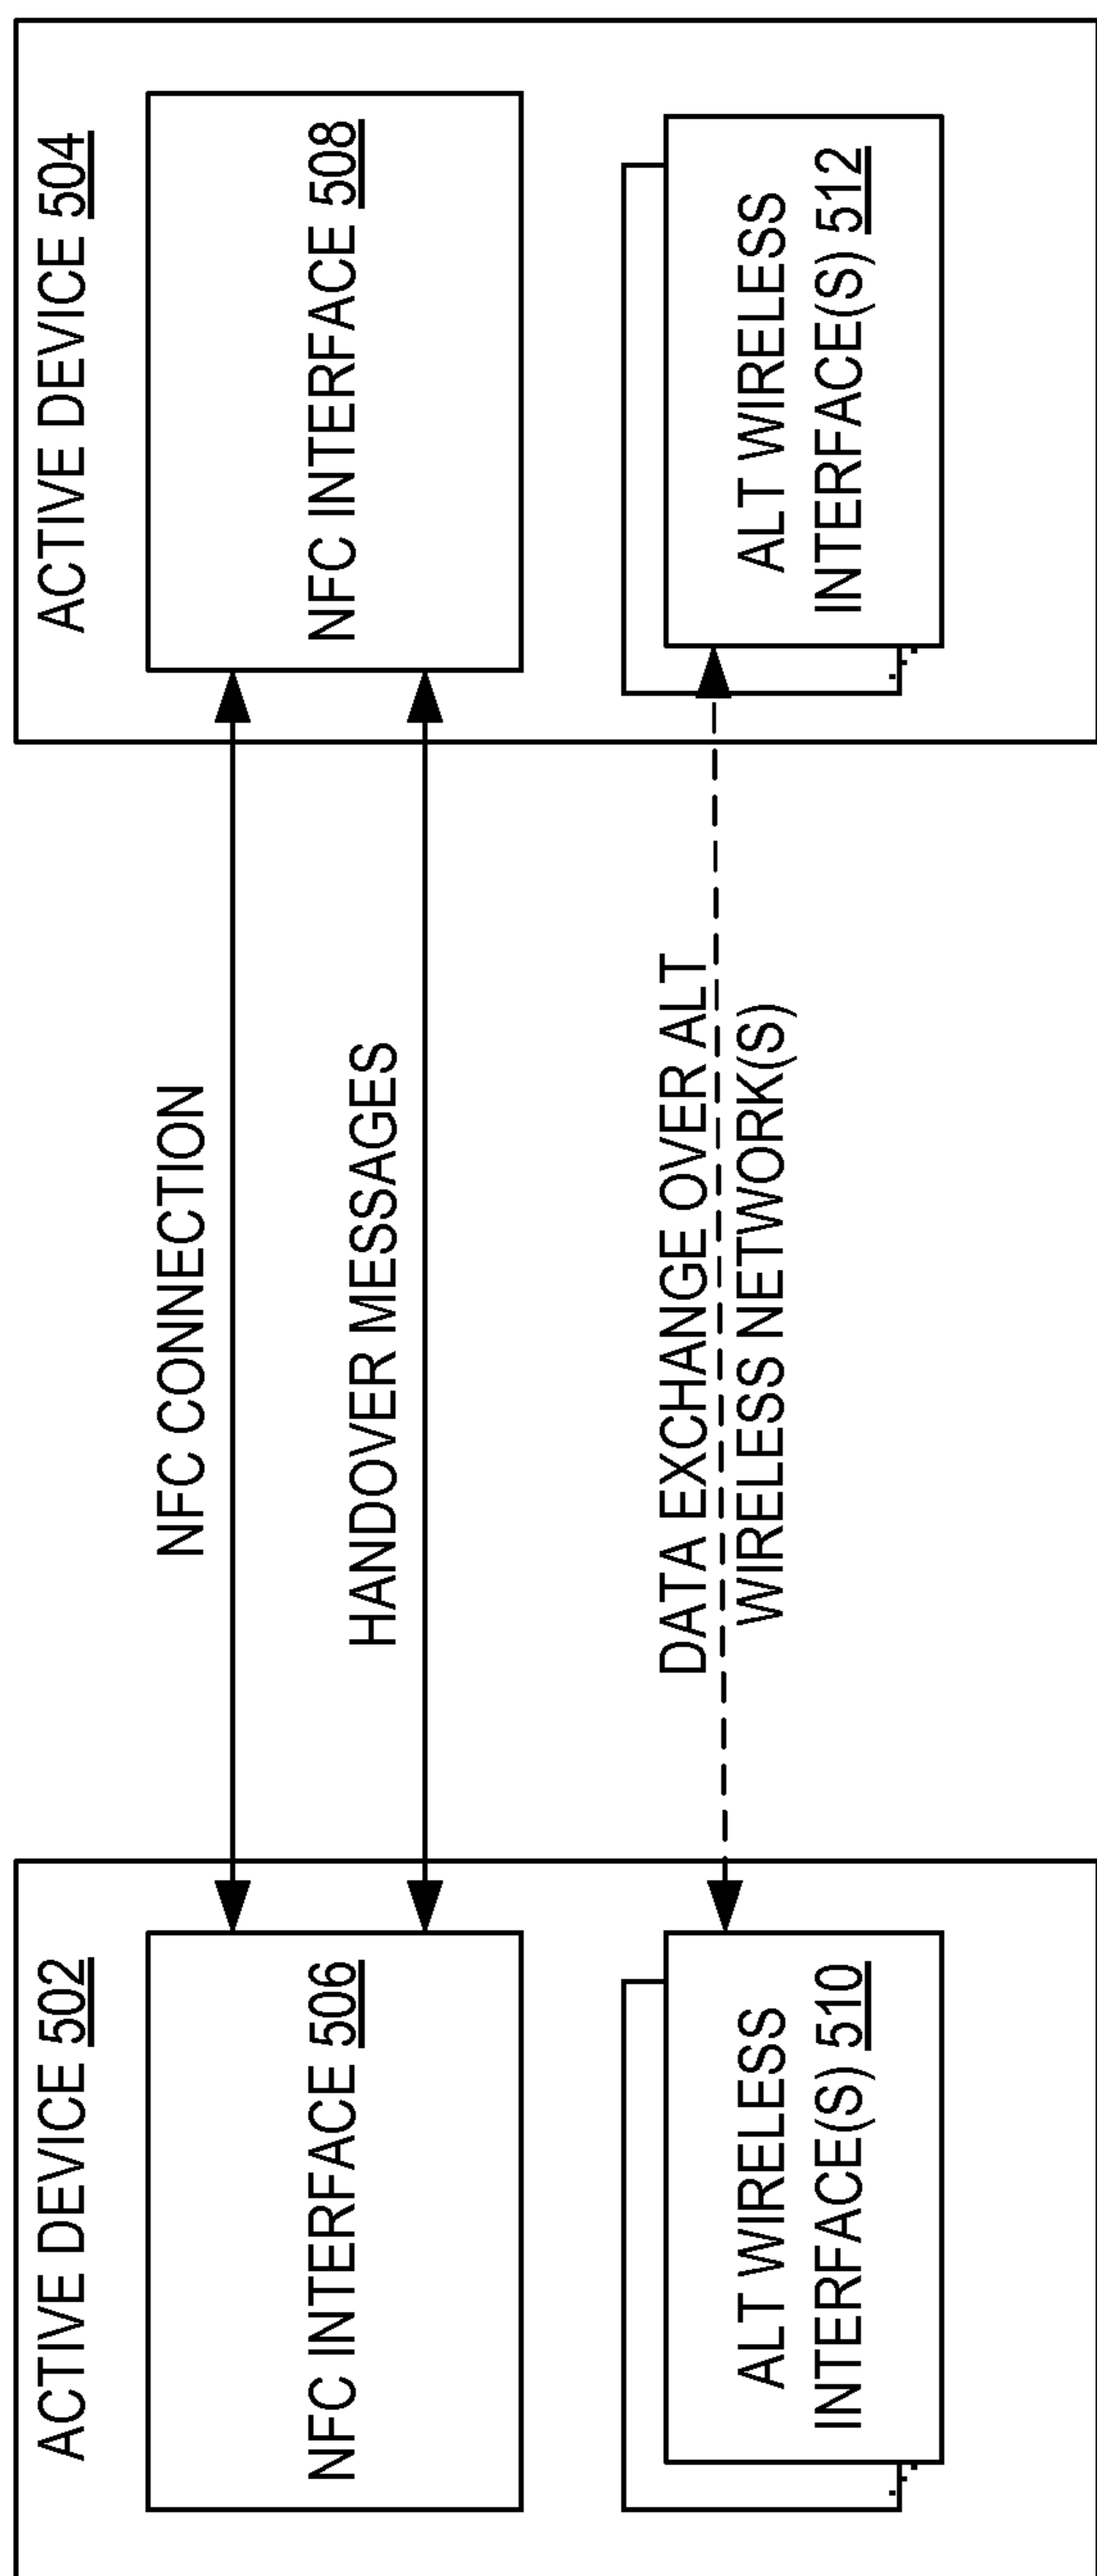 ACTIVE DEVICE 502
NFC INTERFACE 506
ALT WIRELESS
INTERFACE(S) 510
NFC CONNECTION
HANDOVER MESSAGES
DATA EXCHANGE OVER ALT
WIRELESS NETWORK(S)
ACTIVE DEVICE 504
NFC INTERFACE 508
ALT WIRELESS
INTERFACE(S) 512